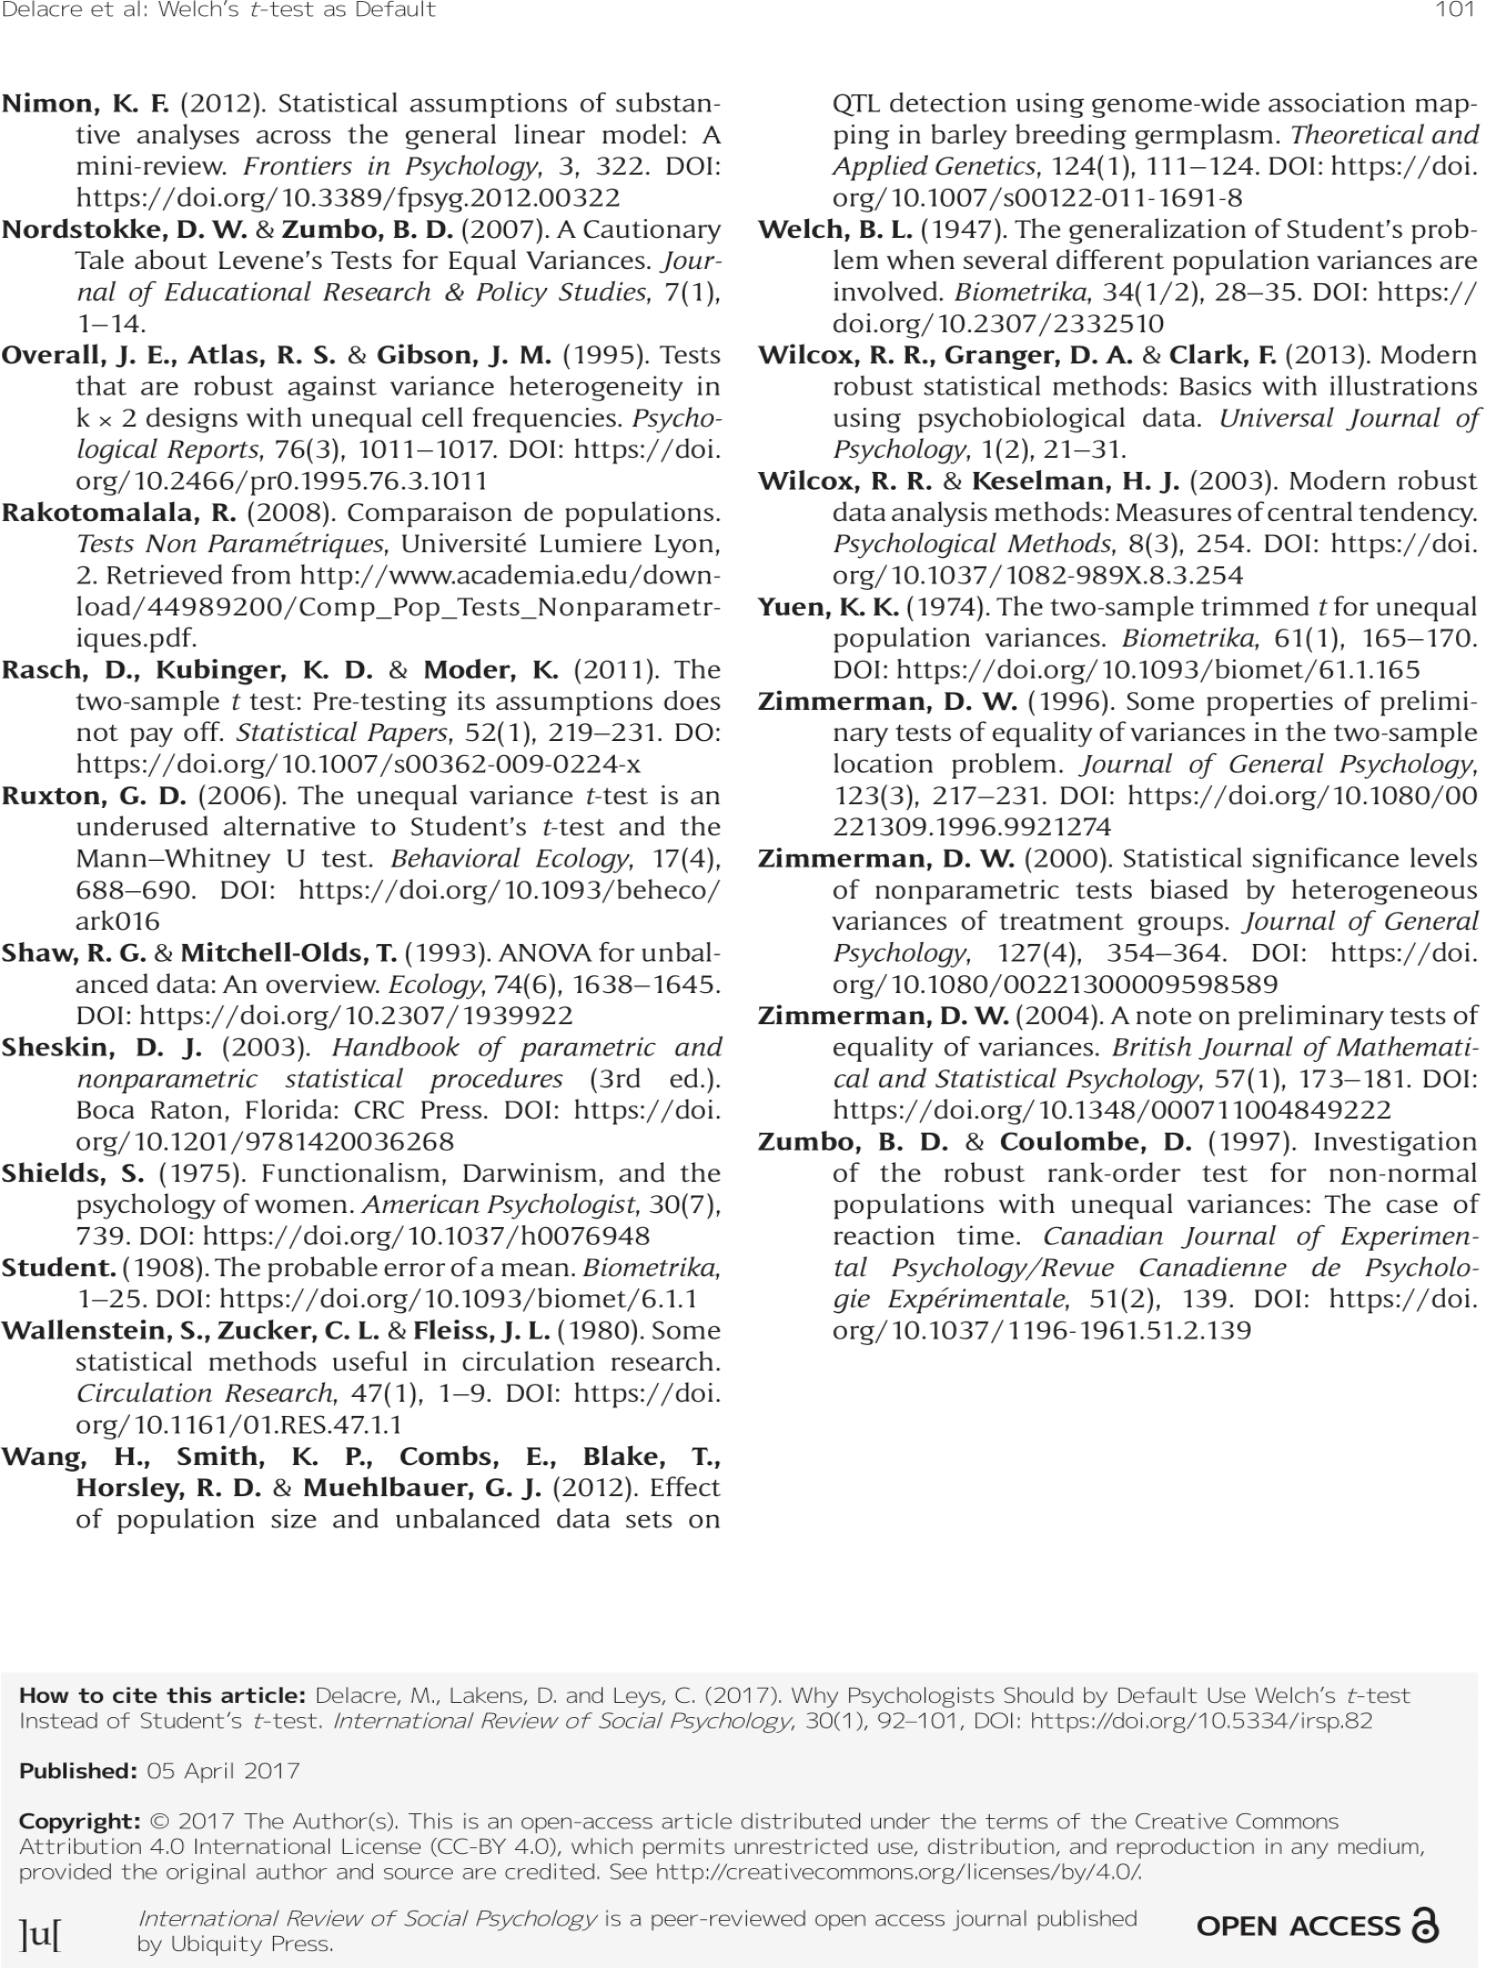 Delacre et al: Welch’s t-test as Default 101
Nimon, K. F. (2012). Statistical assumptions of substan-
tive analyses across the general linear model: A
mini-review. Frontiers in Psychology, 3, 322. DOI:
https://doi.org/10.3389/fpsyg.2012.00322
Nordstokke, D. W. & Zumbo, B. D. (2007). A Cautionary
Tale about Levene’s Tests for Equal Variances. Jour-
nal of Educational Research & Policy Studies, 7(1),
1–14.
Overall, J. E., Atlas, R. S. & Gibson, J. M. (1995). Tests
that are robust against variance heterogeneity in
k × 2 designs with unequal cell frequencies. Psycho-
logical Reports, 76(3), 1011–1017. DOI: https://doi.
org/10.2466/pr0.1995.76.3.1011
Rakotomalala, R. (2008). Comparaison de populations.
Tests Non Paramétriques, Université Lumiere Lyon,
2. Retrieved from http://www.academia.edu/down-
load/44989200/Comp_Pop_Tests_Nonparametr-
iques.pdf.
Rasch, D., Kubinger, K. D. & Moder, K. (2011). The
two-sample t test: Pre-testing its assumptions does
not pay off. Statistical Papers, 52(1), 219–231. DO:
https://doi.org/10.1007/s00362-009-0224-x
Ruxton, G. D. (2006). The unequal variance t-test is an
underused alternative to Student’s t-test and the
Mann–Whitney U test. Behavioral Ecology, 17(4),
688–690. DOI: https://doi.org/10.1093/beheco/
ark016
Shaw, R. G. & Mitchell-Olds, T. (1993). ANOVA for unbal-
anced data: An overview. Ecology, 74(6), 1638–1645.
DOI: https://doi.org/10.2307/1939922
Sheskin, D. J. (2003). Handbook of parametric and
nonparametric statistical procedures (3rd ed.).
Boca Raton, Florida: CRC Press. DOI: https://doi.
org/10.1201/9781420036268
Shields, S. (1975). Functionalism, Darwinism, and the
psychology of women. American Psychologist, 30(7),
739. DOI: https://doi.org/10.1037/h0076948
Student. (1908). The probable error of a mean. Biometrika,
1–25. DOI: https://doi.org/10.1093/biomet/6.1.1
Wallenstein, S., Zucker, C. L. & Fleiss, J. L. (1980). Some
statistical methods useful in circulation research.
Circulation Research, 47(1), 1–9. DOI: https://doi.
org/10.1161/01.RES.47.1.1
Wang, H., Smith, K. P., Combs, E., Blake, T.,
Horsley, R. D. & Muehlbauer, G. J. (2012). Effect
of population size and unbalanced data sets on
QTL detection using genome-wide association map-
ping in barley breeding germplasm. Theoretical and
Applied Genetics, 124(1), 111–124. DOI: https://doi.
org/10.1007/s00122-011-1691-8
Welch, B. L. (1947). The generalization of Student’s prob-
lem when several different population variances are
involved. Biometrika, 34(1/2), 28–35. DOI: https://
doi.org/10.2307/2332510
Wilcox, R. R., Granger, D. A. & Clark, F. (2013). Modern
robust statistical methods: Basics with illustrations
using psychobiological data. Universal Journal of
Psychology, 1(2), 21–31.
Wilcox, R. R. & Keselman, H. J. (2003). Modern robust
data analysis methods: Measures of central tendency.
Psychological Methods, 8(3), 254. DOI: https://doi.
org/10.1037/1082-989X.8.3.254
Yuen, K. K. (1974). The two-sample trimmed t for unequal
population variances. Biometrika, 61(1), 165–170.
DOI: https://doi.org/10.1093/biomet/61.1.165
Zimmerman, D. W. (1996). Some properties of prelimi-
nary tests of equality of variances in the two-sample
location problem. Journal of General Psychology,
123(3), 217–231. DOI: https://doi.org/10.1080/00
221309.1996.9921274
Zimmerman, D. W. (2000). Statistical significance levels
of nonparametric tests biased by heterogeneous
variances of treatment groups. Journal of General
Psychology, 127(4), 354–364. DOI: https://doi.
org/10.1080/00221300009598589
Zimmerman, D. W. (2004). A note on preliminary tests of
equality of variances. British Journal of Mathemati-
cal and Statistical Psychology, 57(1), 173–181. DOI:
https://doi.org/10.1348/000711004849222
Zumbo, B. D. & Coulombe, D. (1997). Investigation
of the robust rank-order test for non-normal
populations with unequal variances: The case of
reaction time. Canadian Journal of Experimen-
tal Psychology/Revue Canadienne de Psycholo-
gie Expérimentale, 51(2), 139. DOI: https://doi.
org/10.1037/1196-1961.51.2.139
How to cite this article: Delacre, M., Lakens, D. and Leys, C. (2017). Why Psychologists Should by Default Use Welch’s t-test
Instead of Student’s t-test. International Review of Social Psychology, 30(1), 92–101, DOI: https://doi.org/10.5334/irsp.82
Published: 05 April 2017
Copyright: © 2017 The Author(s). This is an open-access article distributed under the terms of the Creative Commons
Attribution 4.0 International License (CC-BY 4.0), which permits unrestricted use, distribution, and reproduction in any medium,
provided the original author and source are credited. See http://creativecommons.org/licenses/by/4.0/.
]u[
International Review of Social Psychology is a peer-reviewed open access journal published
by Ubiquity Press.
OPEN ACCESS